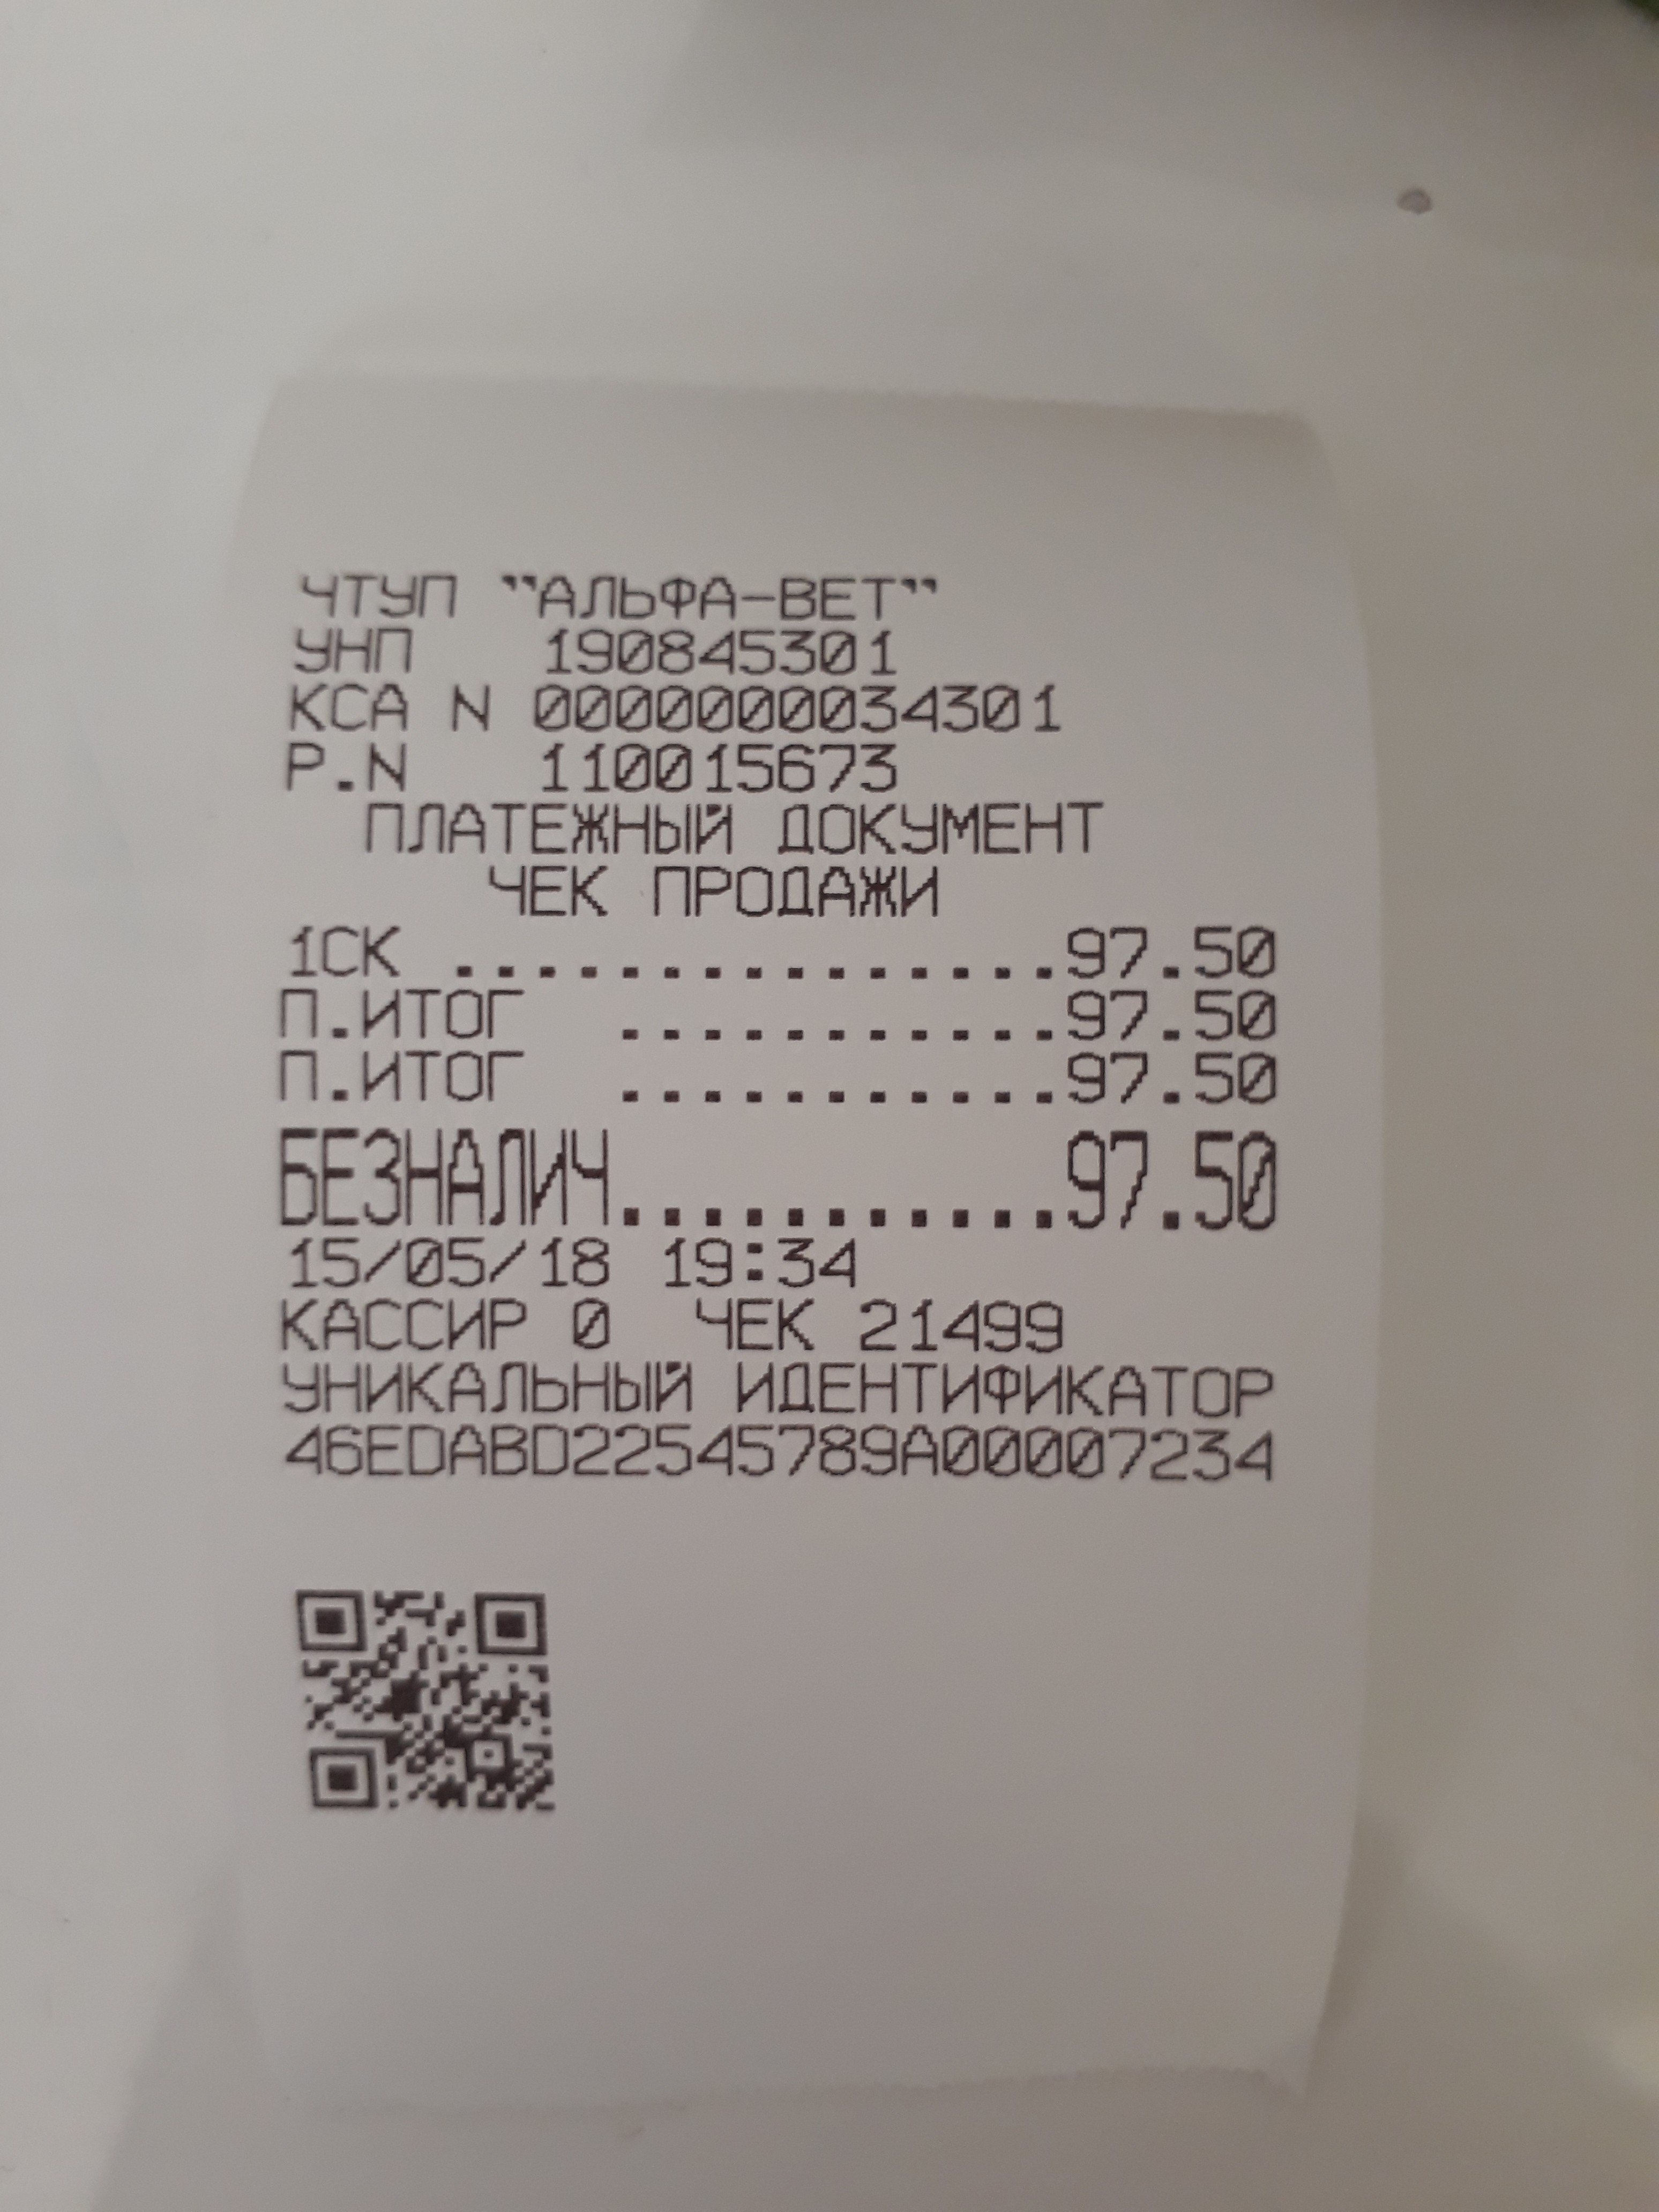 ЧТУП "АЛЬФА-ВЕТ"
УНП 190845301
КСА N 0000000034301
Р.N 110015673
ПЛАТЕЖНЫЙ ДОКУМЕНТ
ЧЕК ПРОДАЖИ
1СК ...............97.50
П.ИТОГ ...........97.50
П.ИТОГ ...........97.50
БЕЗНАЛИЧ...........97.50
15/05/18 19:34
КАССИР 0 ЧЕК 21499
УНИКАЛЬНЫЙ ИДЕНТИФИКАТОР
46EDABD22545789A00007234